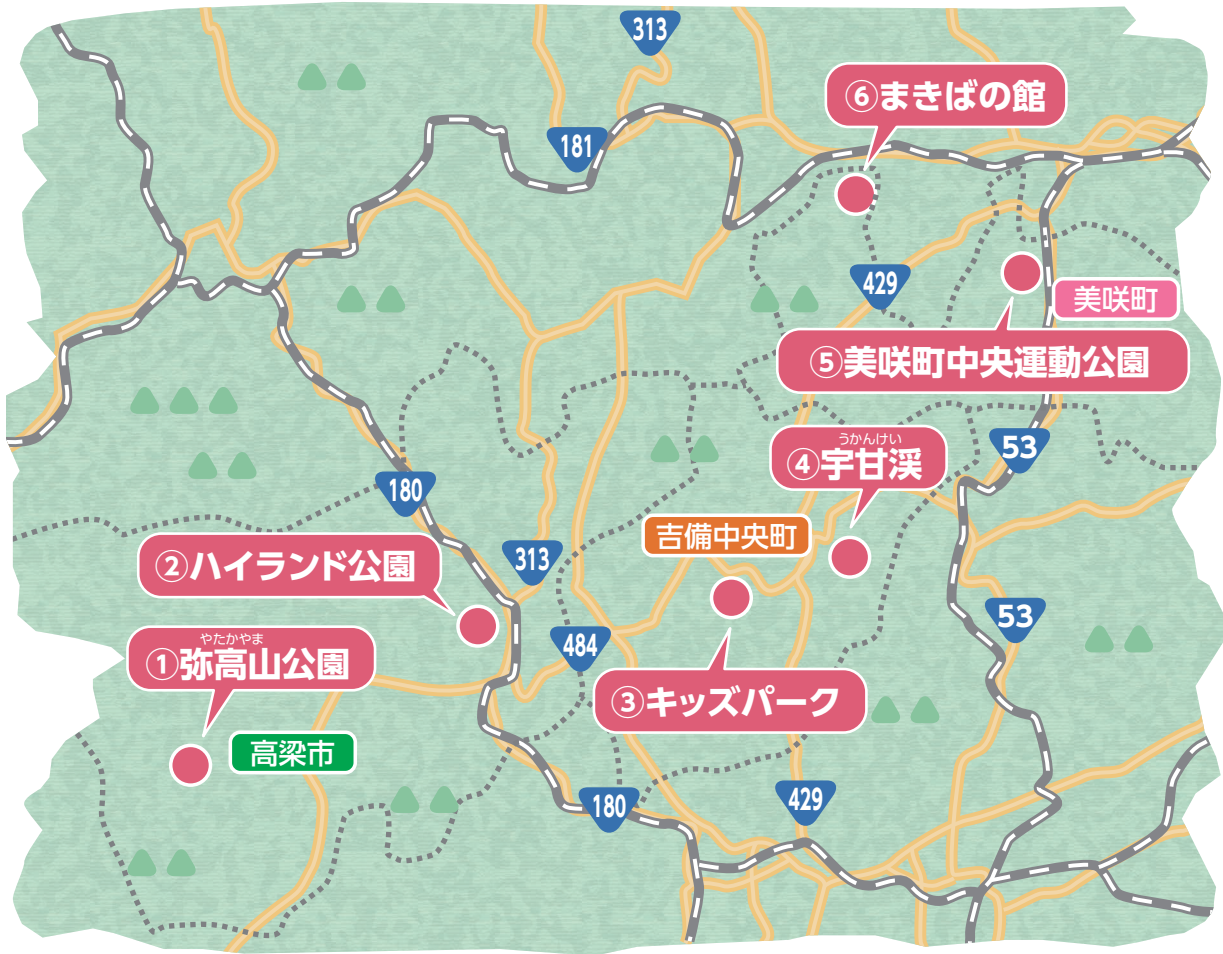 313
⑥まきばの館
181
429
美咲町
⑤美咲町中央運動公園
うかんけい
④宇甘渓
53
180
吉備中央町
313
②ハイランド公園
53
484
やたかやま
①弥高山公園
③キッズパーク
高梁市
180
429